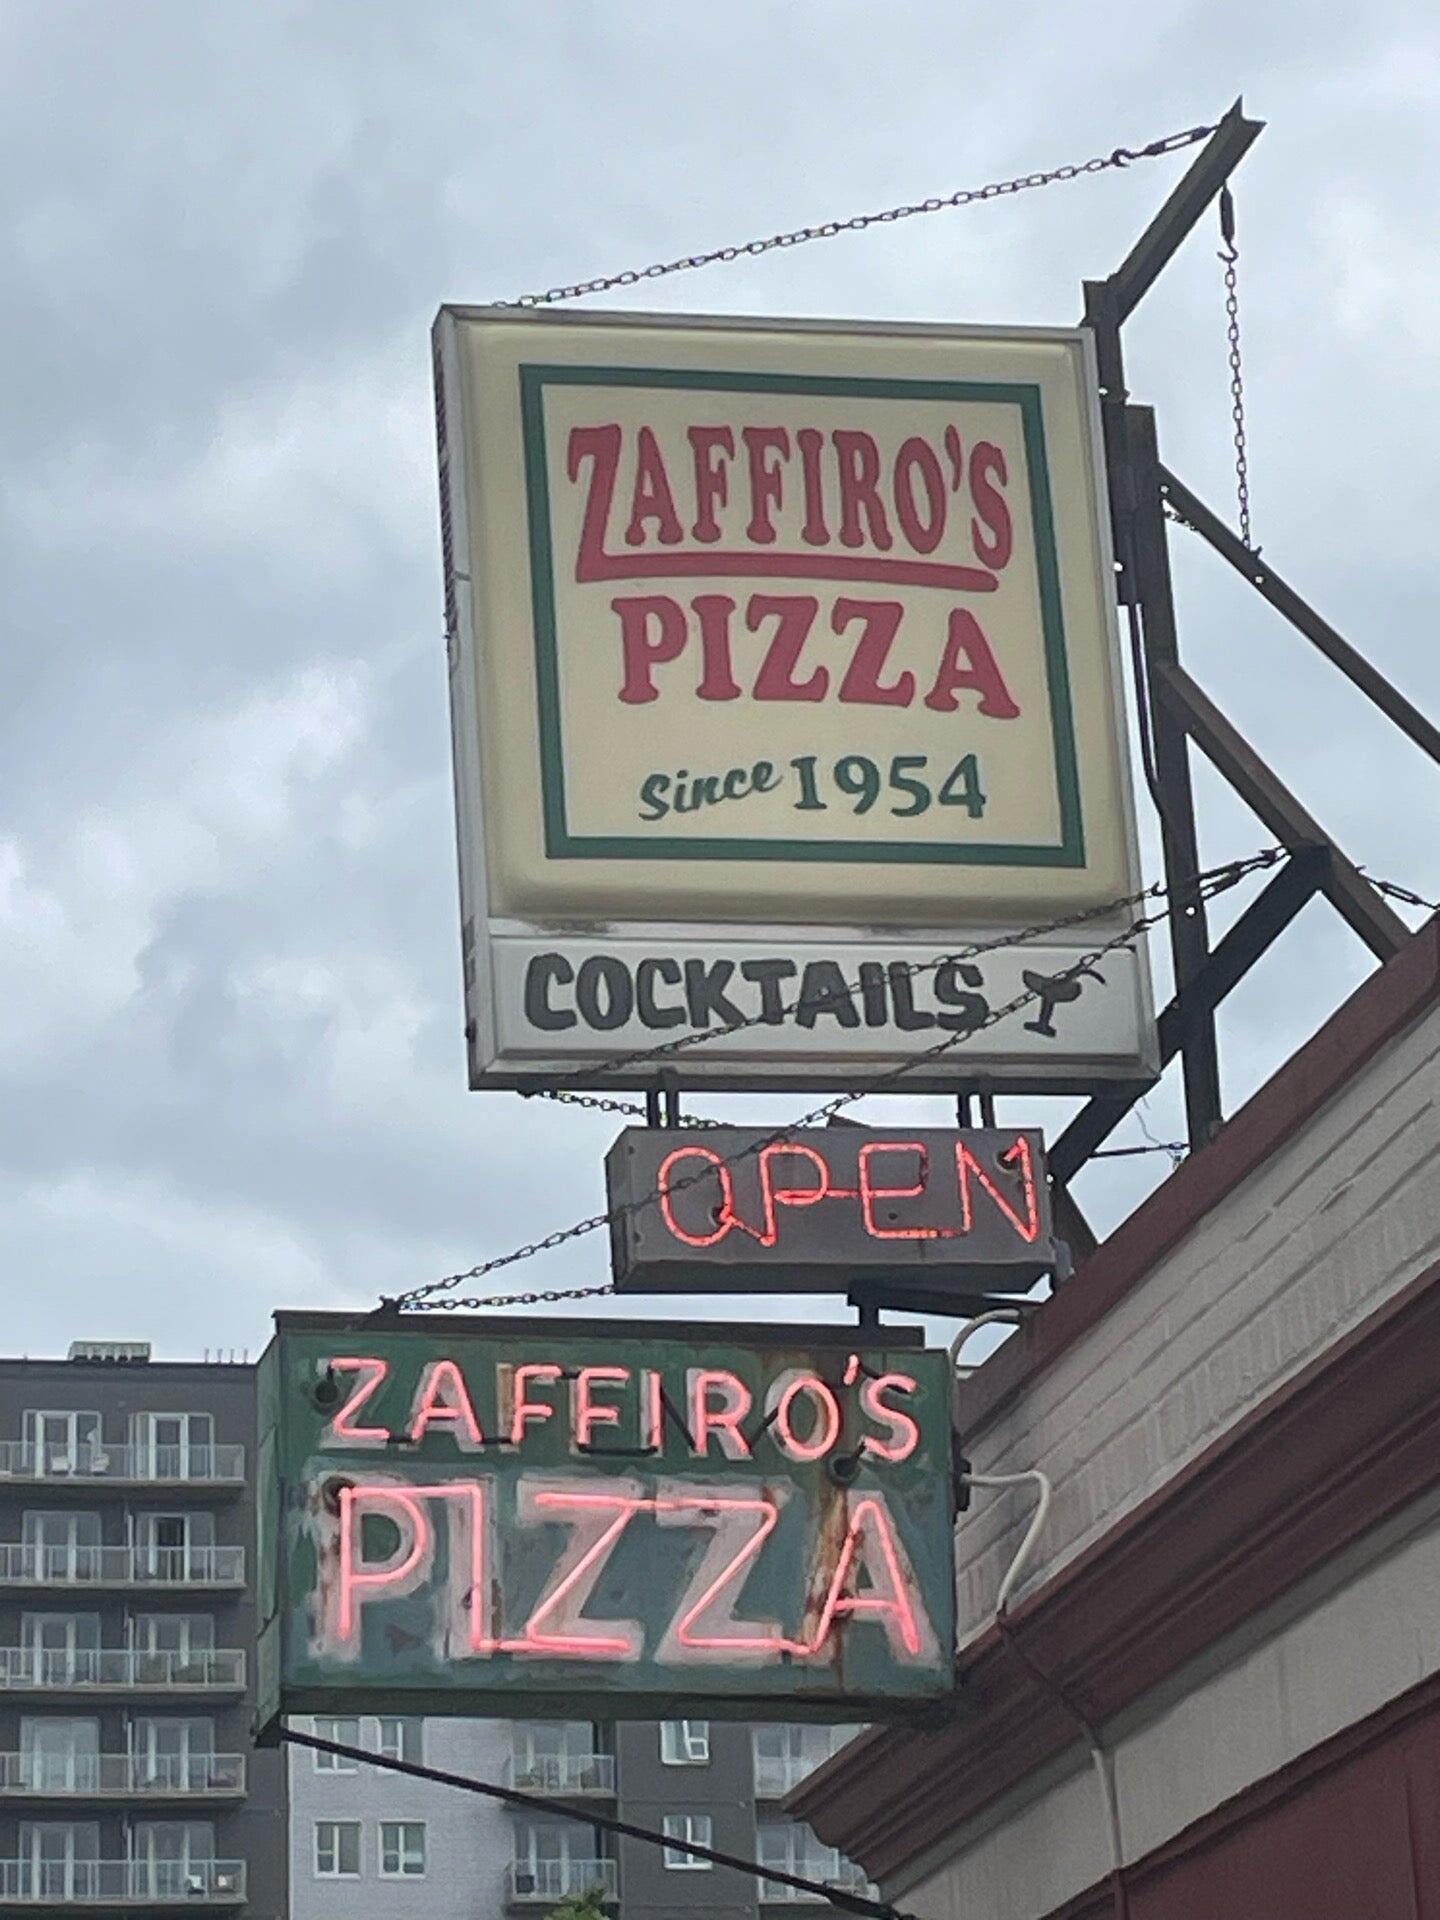 ZAFFIRO'S
PIZZA
Since 1954
COCKTAILS
OPEN
ZAFFIRO'S
PIZZA